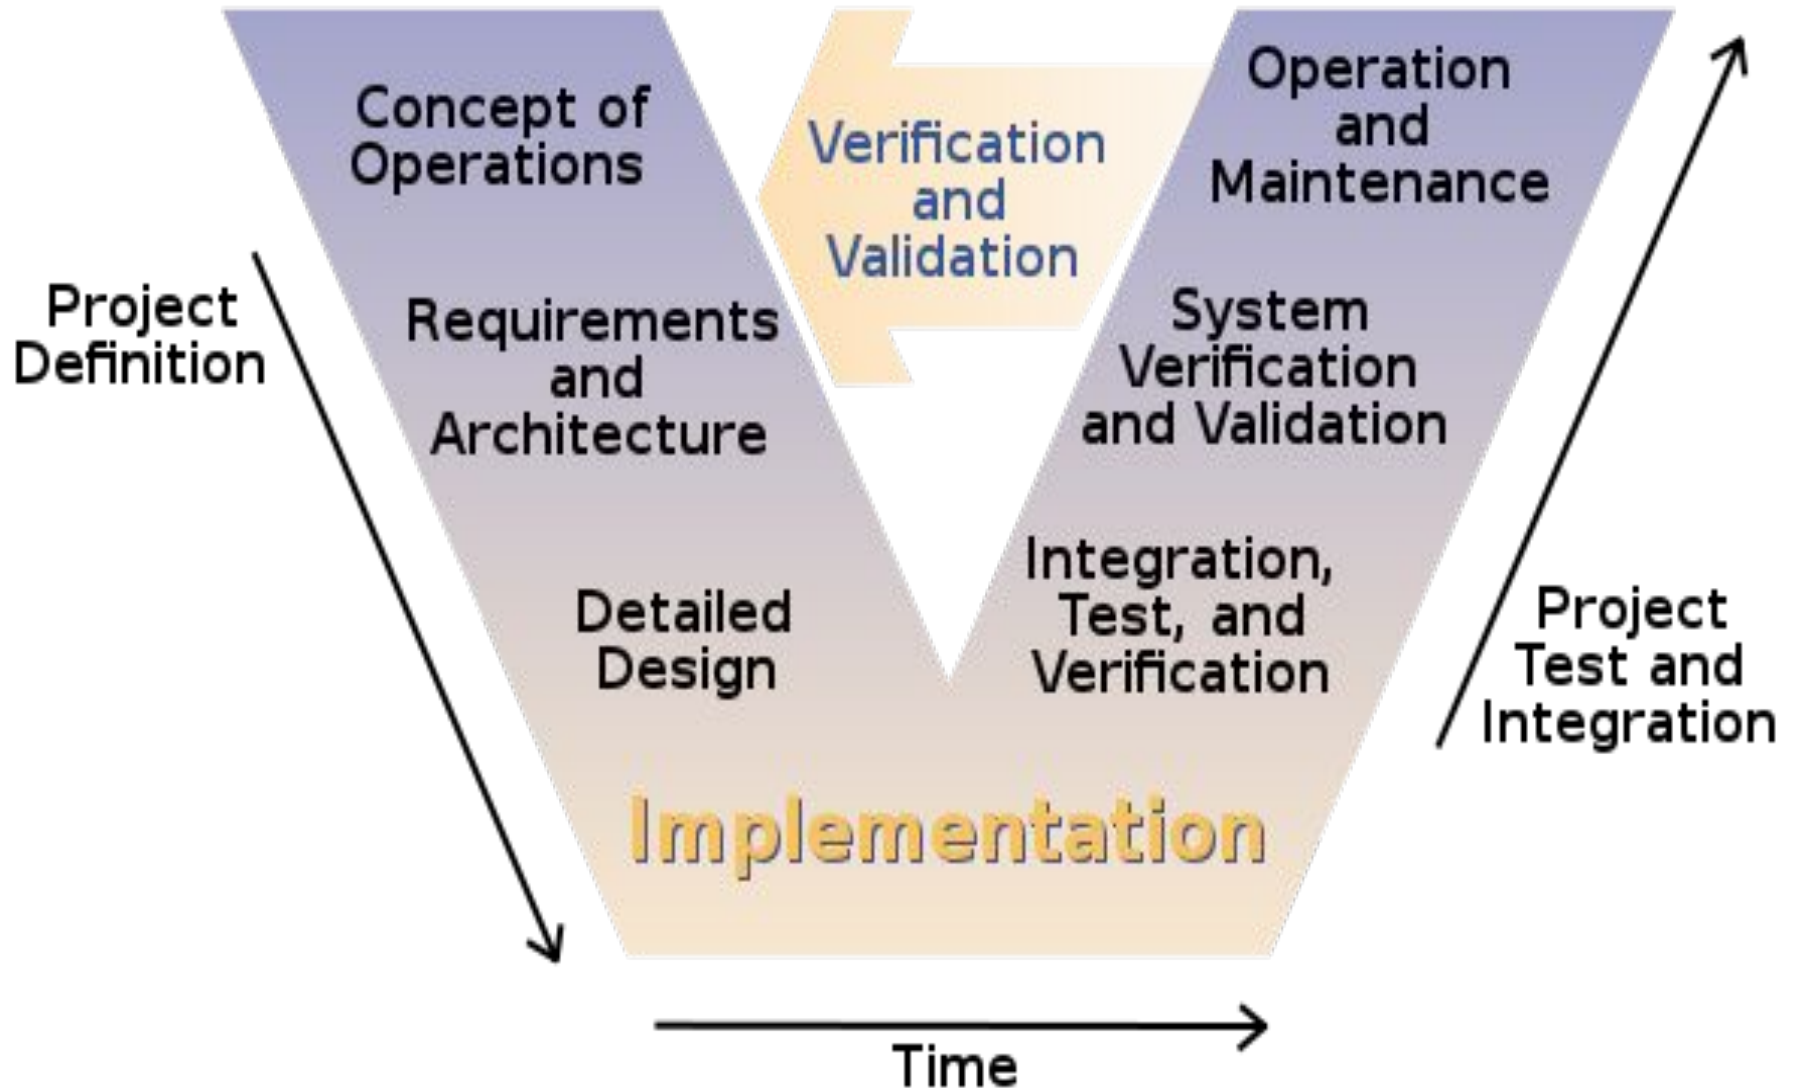 Concept of
Operations
Verification
and
Validation
Operation
and
Maintenance
Project
Definition
Requirements
and
Architecture
System
Verification
and Validation
Detailed
Design
Integration,
Test, and
Verification
Project
Test and
Integration
Implementation
Time